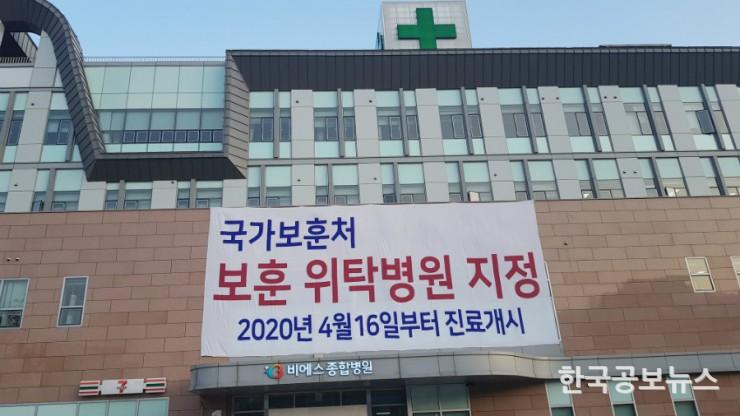 국가보훈처
보훈 위탁병원 지정
2020년 4월16일부터 진료개시
비에스종합병원
7
한국공보뉴스